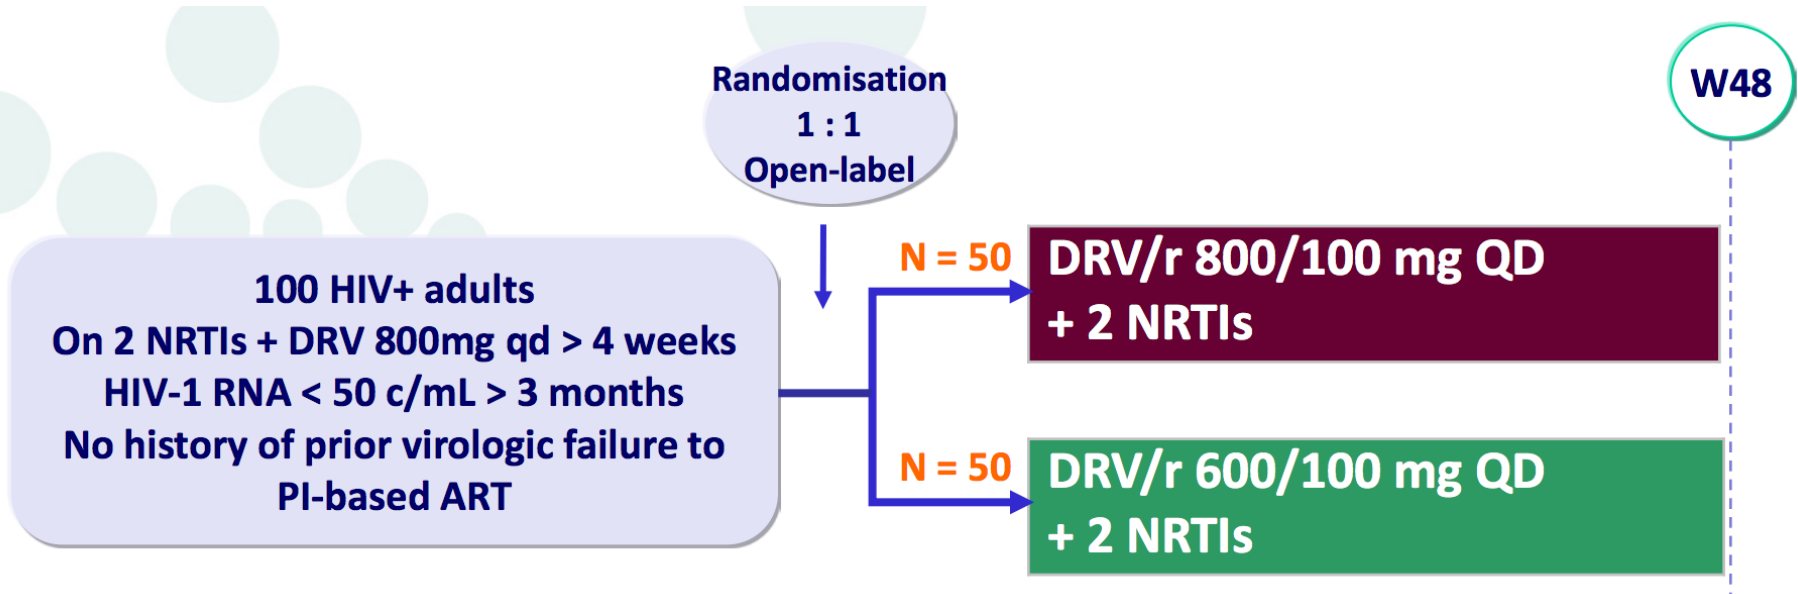 Randomisation
1 : 1
Open-label
W48
100 HIV+ adults
On 2 NRTIs + DRV 800mg qd > 4 weeks
HIV-1 RNA < 50 c/mL > 3 months
No history of prior virologic failure to
PI-based ART
N = 50
DRV/r 800/100 mg QD
+ 2 NRTIs
N = 50
DRV/r 600/100 mg QD
+ 2 NRTIs